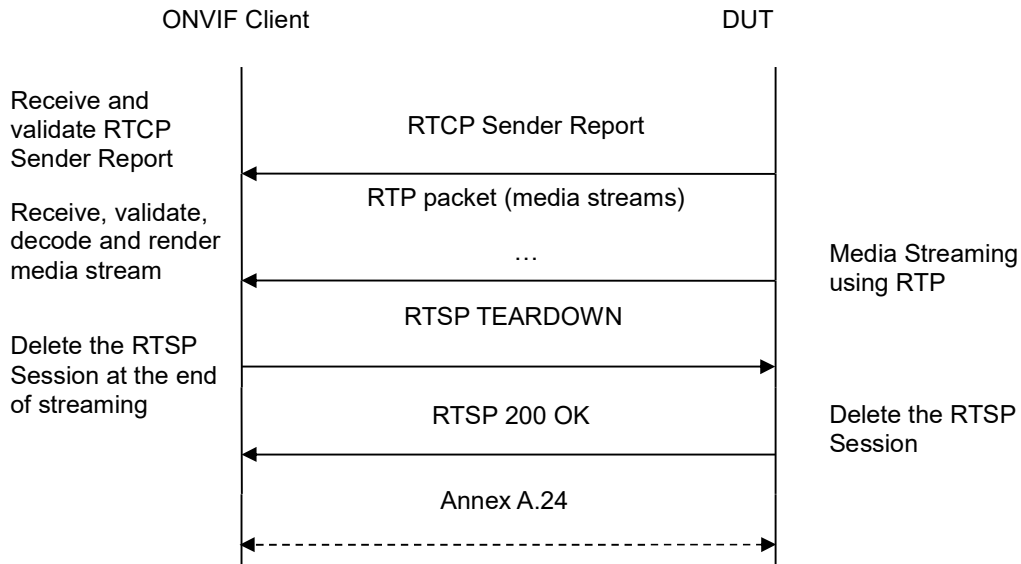 ONVIF Client
DUT
Receive and
validate RTCP
Sender Report
RTCP Sender Report
RTP packet (media streams)
Receive, validate,
decode and render
media stream
…
Media Streaming
using RTP
RTSP TEARDOWN
Delete the RTSP
Session at the end
of streaming
RTSP 200 OK
Delete the RTSP
Session
Annex A.24